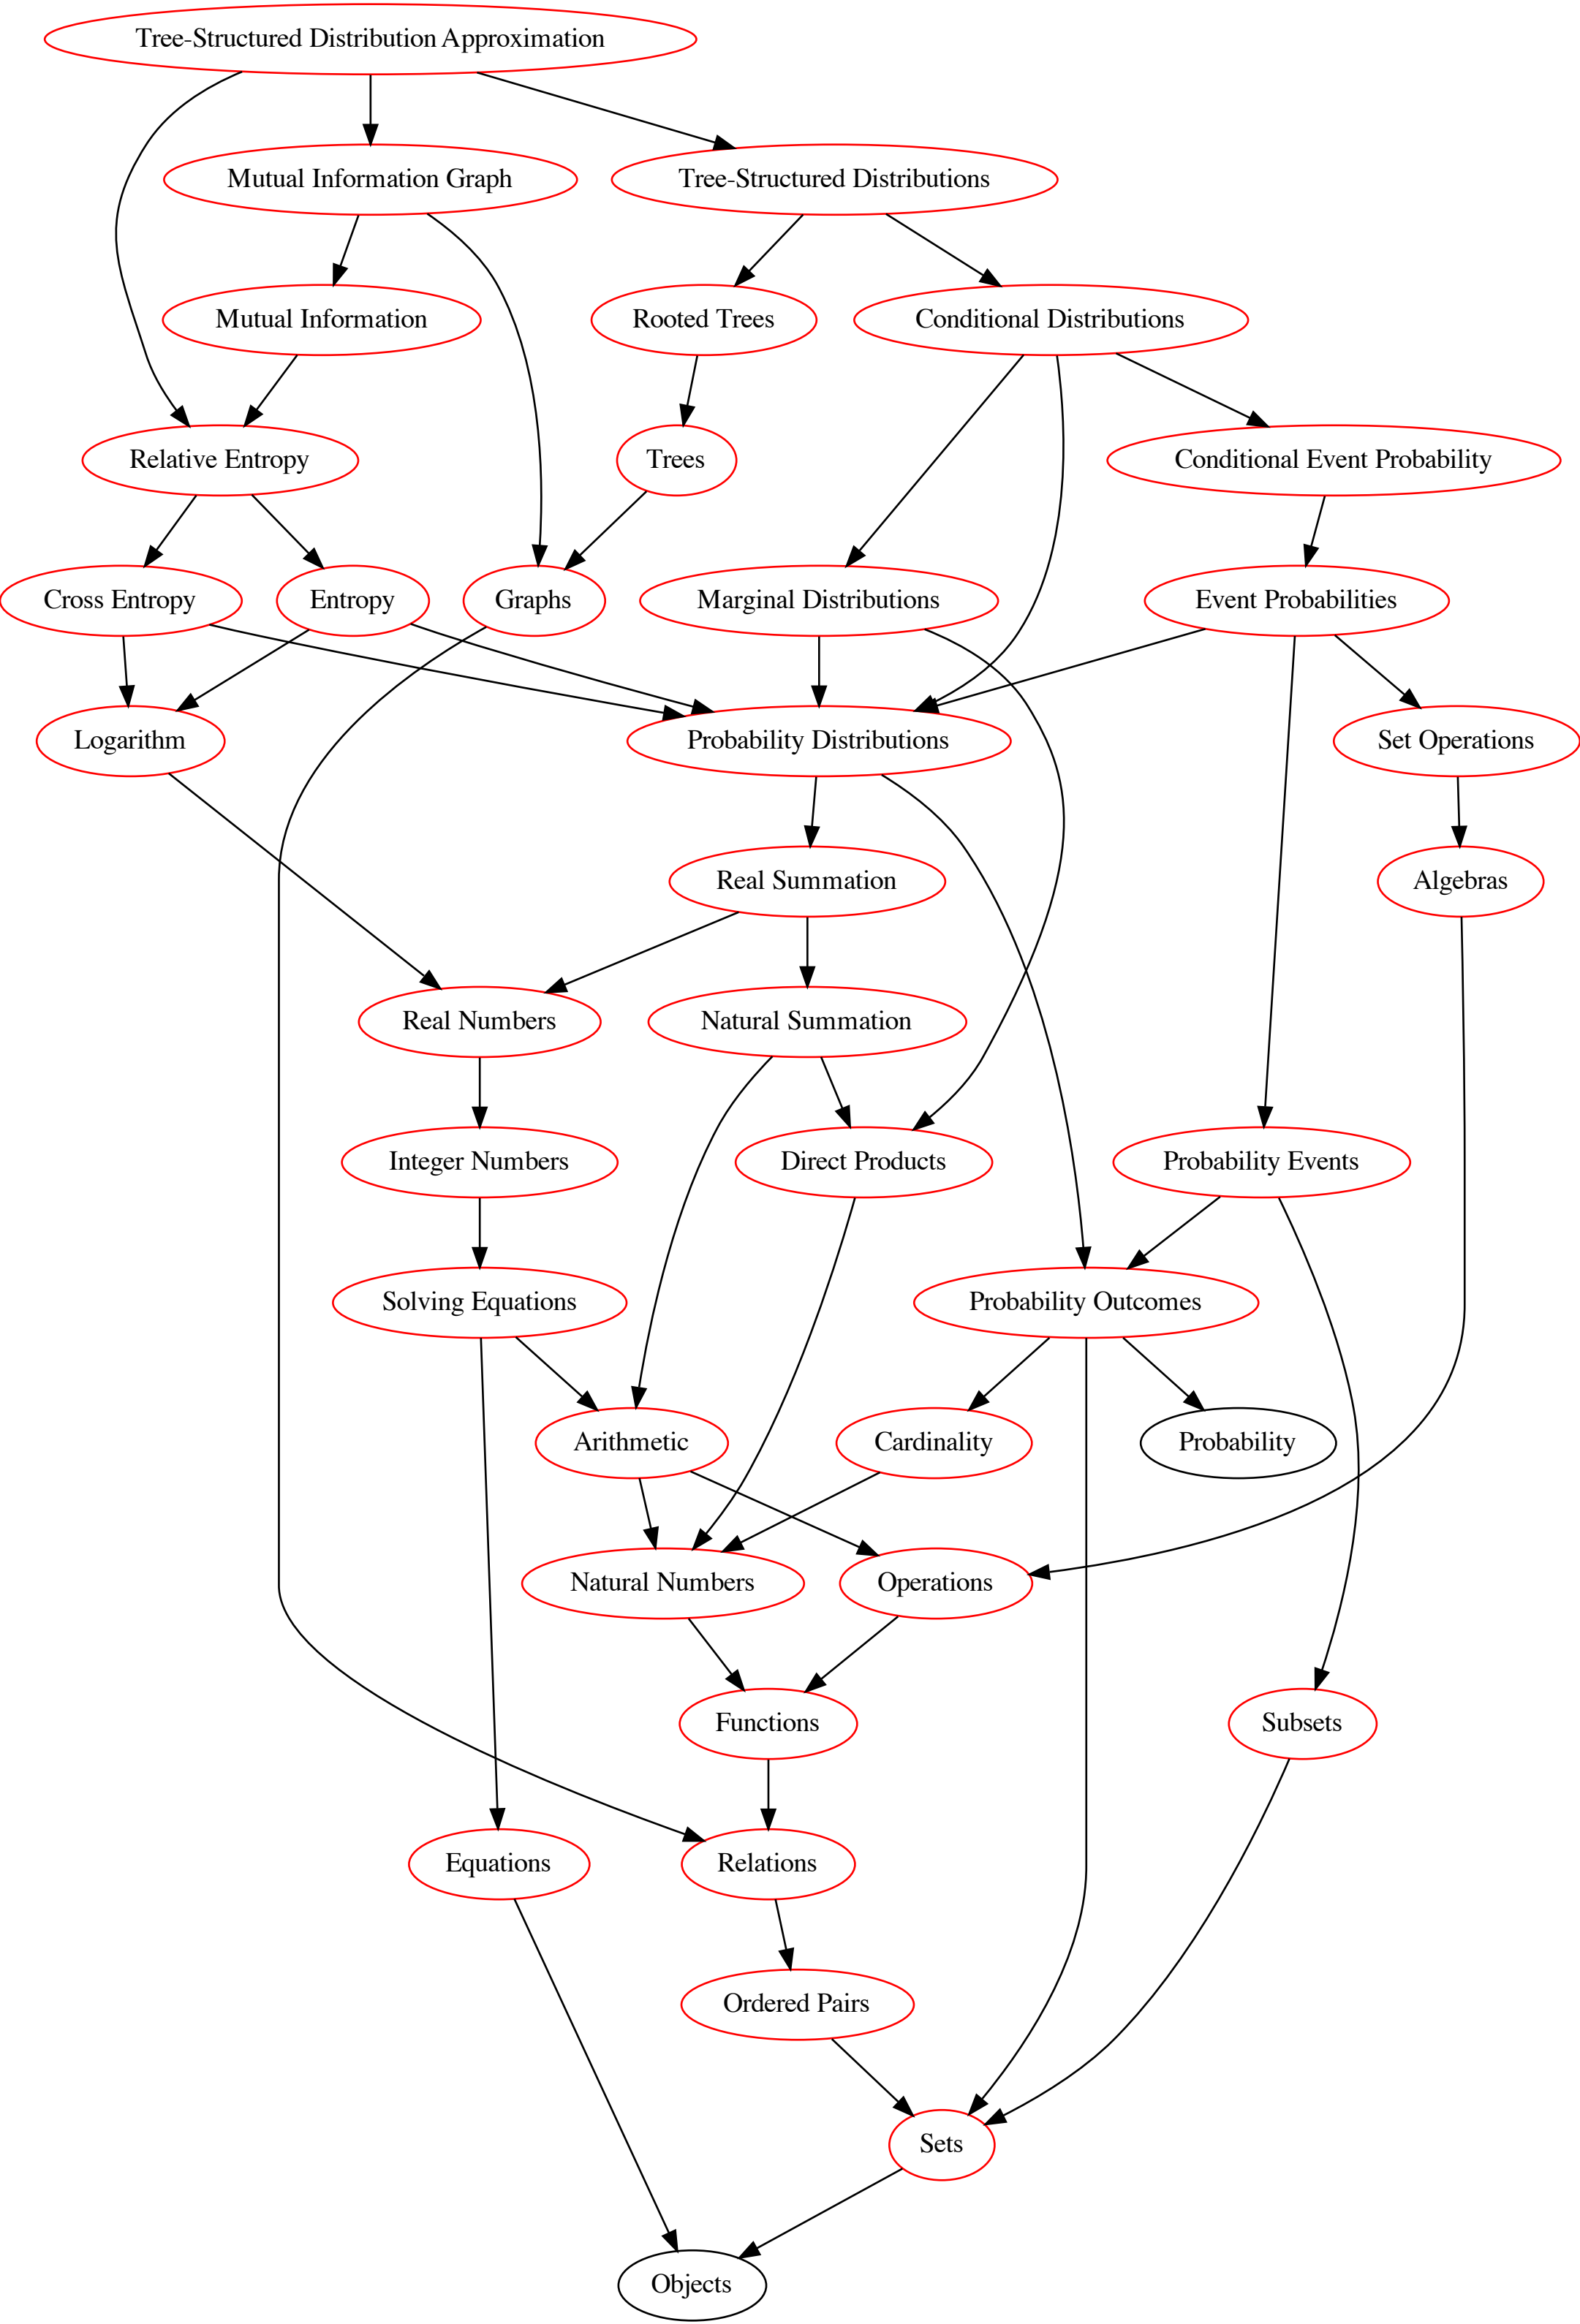 Tree-Structured Distribution Approximation
Mutual Information Graph
Tree-Structured Distributions
Mutual Information
Rooted Trees
Conditional Distributions
Relative Entropy
Trees
Conditional Event Probability
Cross Entropy
Entropy
Graphs
Marginal Distributions
Event Probabilities
Logarithm
Probability Distributions
Set Operations
Real Summation
Algebras
Real Numbers
Natural Summation
Integer Numbers
Direct Products
Probability Events
Solving Equations
Probability Outcomes
Arithmetic
Cardinality
Probability
Natural Numbers
Operations
Functions
Subsets
Equations
Relations
Ordered Pairs
Sets
Objects